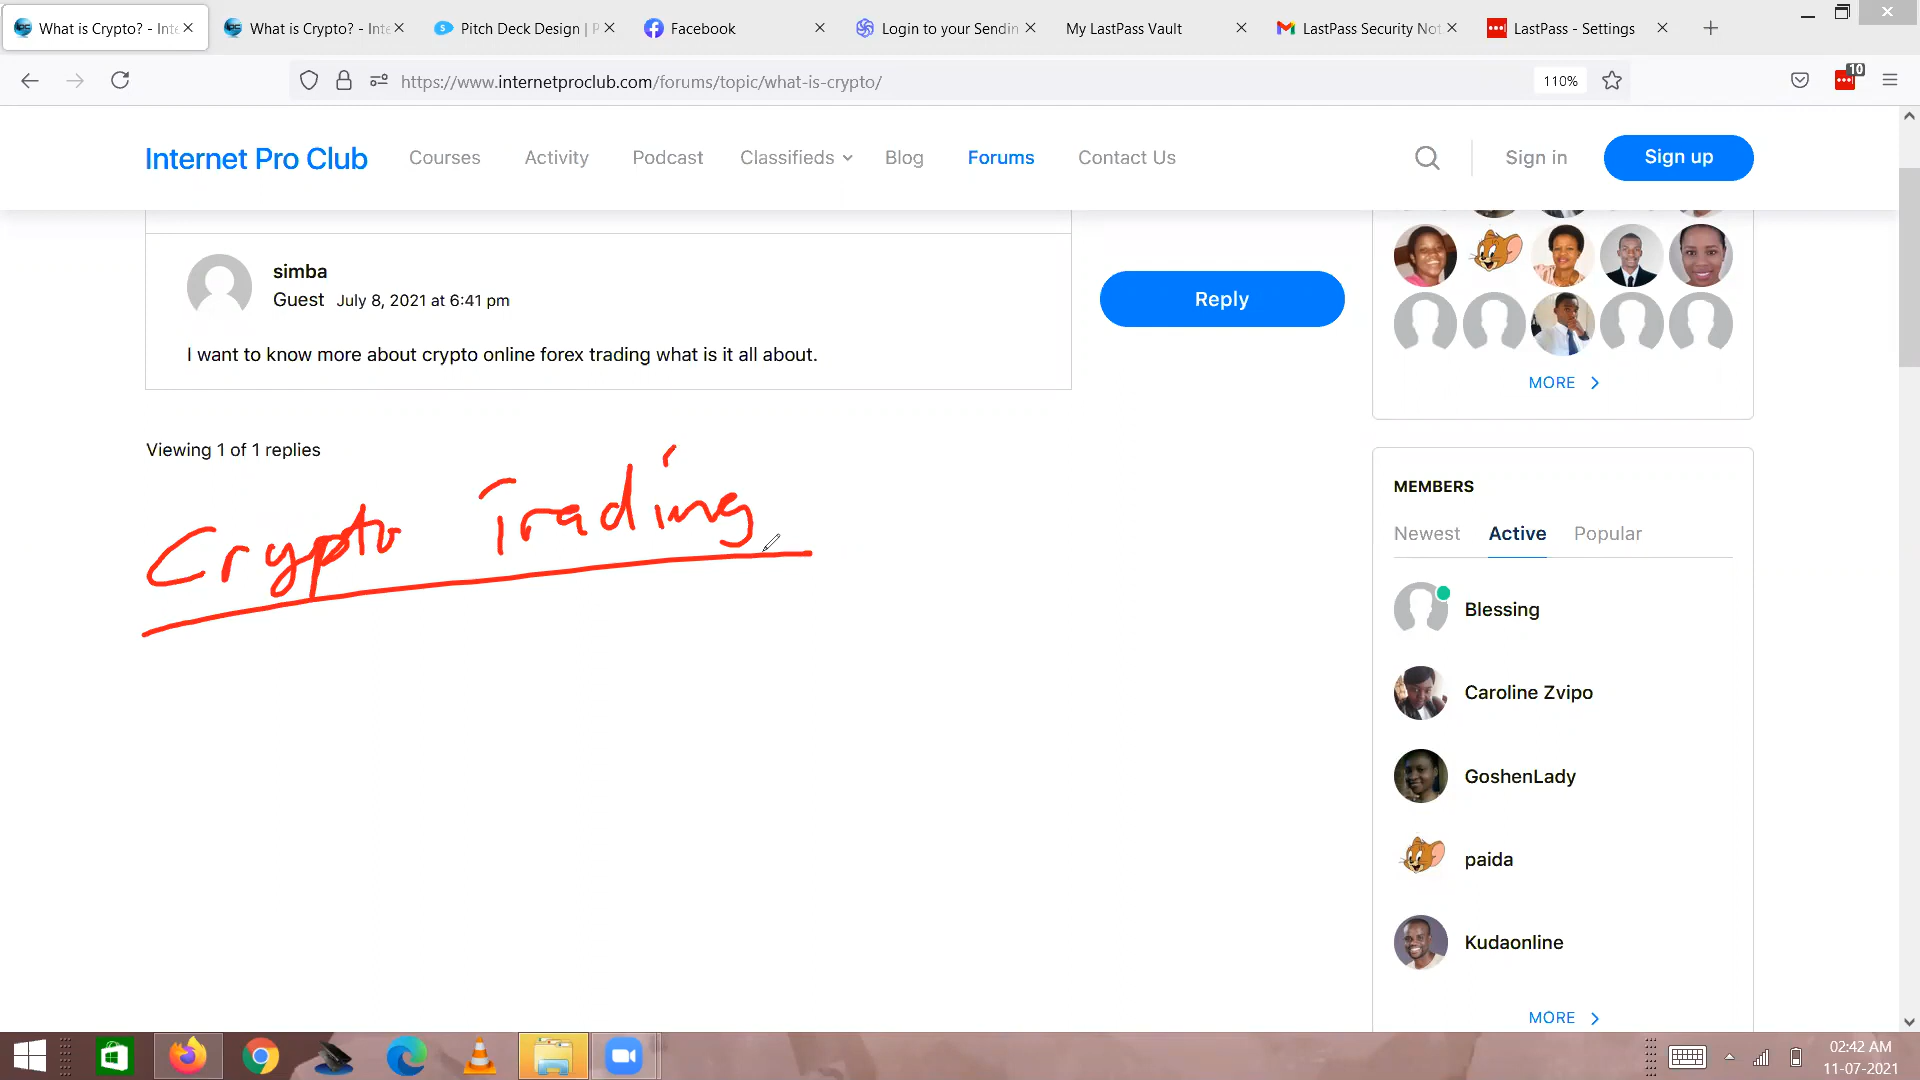 What is Crypto? - Inte
What is Crypto? - Inte
Pitch Deck Design | P
Facebook
Login to your Sendin
My LastPass Vault
LastPass Security Not
LastPass - Settings
https://www.internetproclub.com/forums/topic/what-is-crypto/
110%
10
Internet Pro Club
Courses
Activity
Podcast
Classifieds
Blog
Forums
Contact Us
Sign in
Sign up
simba
Guest July 8, 2021 at 6:41 pm
I want to know more about crypto online forex trading what is it all about.
Reply
MORE
Viewing 1 of 1 replies
Crypto Trading
MEMBERS
Newest
Active
Popular
Blessing
Caroline Zvipo
GoshenLady
paida
Kudaonline
MORE
02:42 AM
11-07-2021